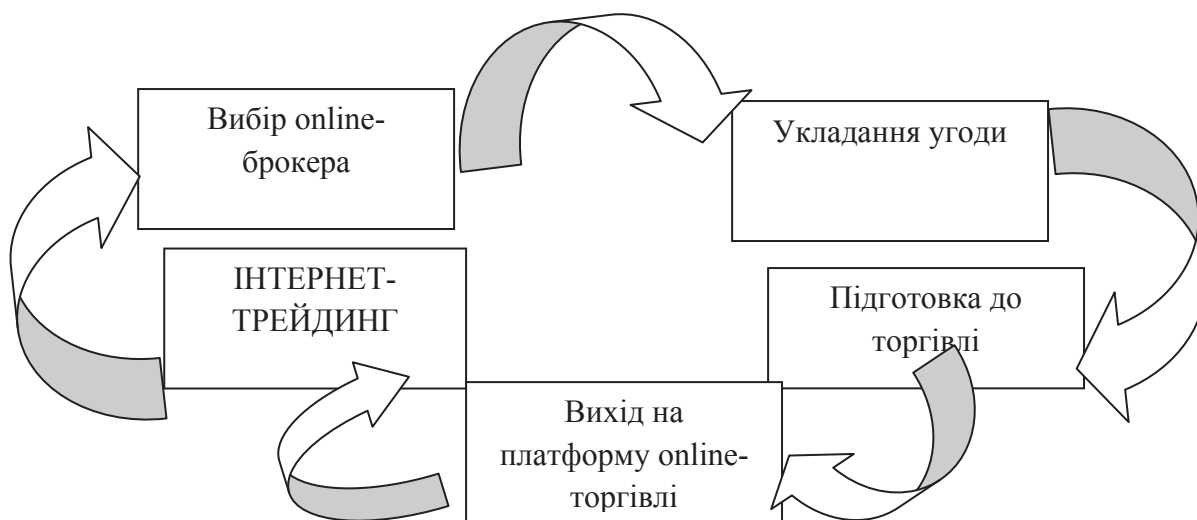 Вибір online-
брокера
Укладання угоди
ІНТЕРНЕТ-
ТРЕЙДИНГ
Підготовка до
торгівлі
Вихід на
платформу online-
торгівлі